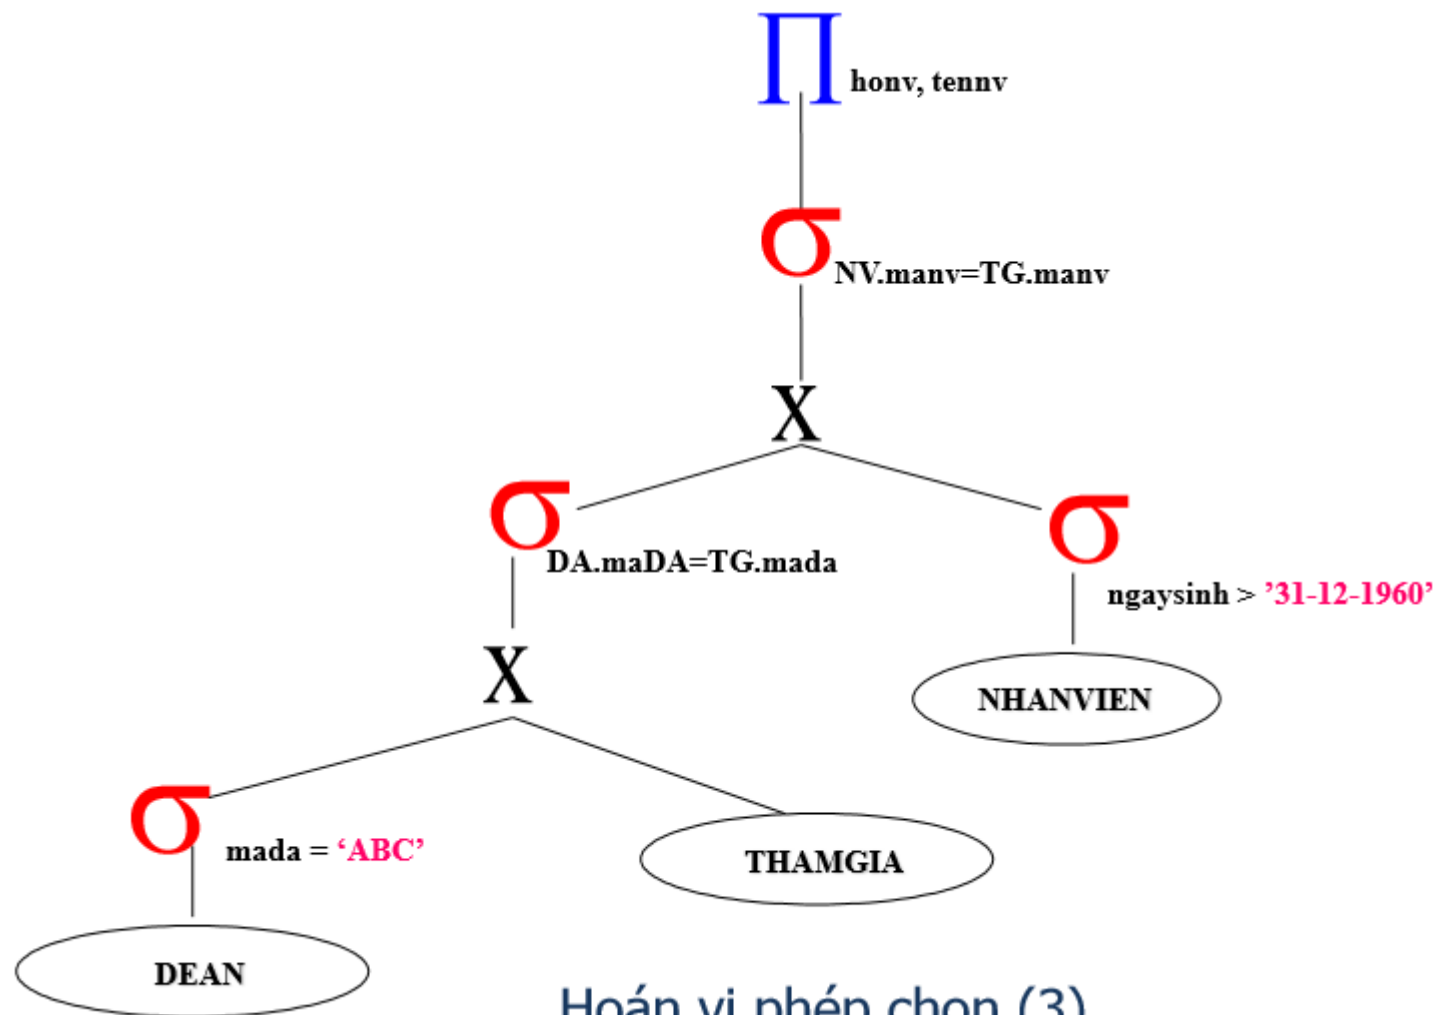 ∏ honv, tennv
σ NV.manv=TG.manv
X
σ DA.maDA=TG.mada
σ ngaysinh > ’31-12-1960’
X
NHANVIEN
σ mada = ‘ABC’
THAMGIA
DEAN
Hoán vị phép chọn (3)